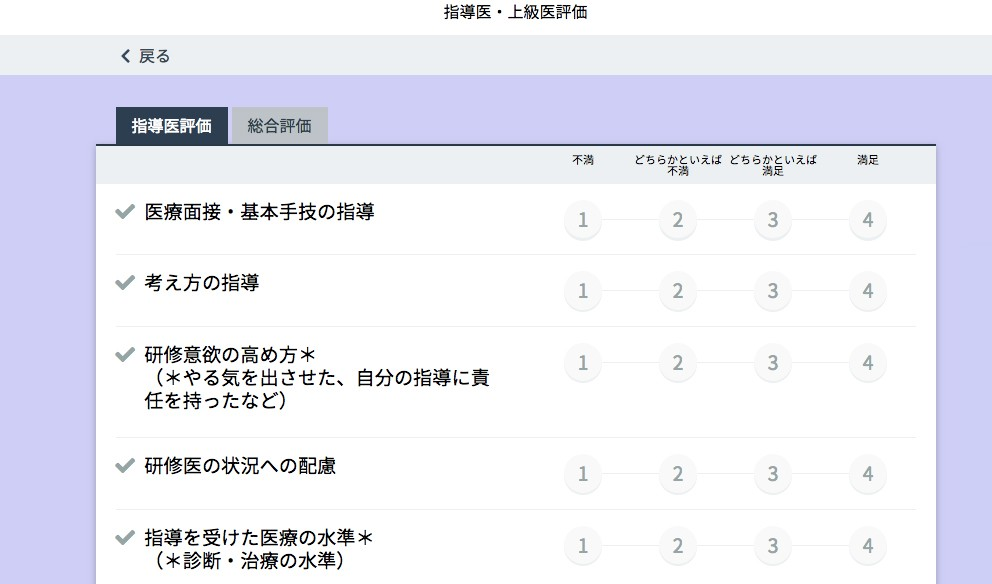 指導医・上級医評価
戻る
指導医評価 総合評価
不満 どちらかといえば どちらかといえば 満足
不満 満足
医療面接・基本手技の指導 1 2 3 4
考え方の指導 1 2 3 4
研修意欲の高め方＊ 1 2 3 4
（＊やる気を出させた、自分の指導に責
任を持ったなど）
研修医の状況への配慮 1 2 3 4
指導を受けた医療の水準＊ 1 2 3 4
（＊診断・治療の水準）